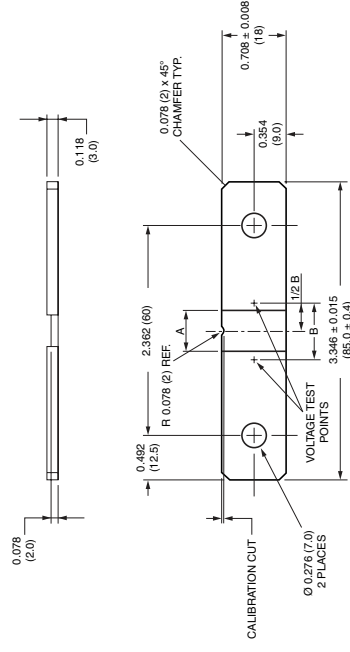 0.078
(2.0)
0.118
(3.0)
0.492
(12.5)
2.362 (60)
R 0.078 (2) REF.
A
0.078 (2) x 45°
CHAMFER TYP.
0.708 ± 0.008
(18)
0.354
(9.0)
CALIBRATION CUT
Ø 0.276 (7.0)
2 PLACES
VOLTAGE TEST
POINTS
B
1/2 B
3.346 ± 0.015
(85.0 ± 0.4)